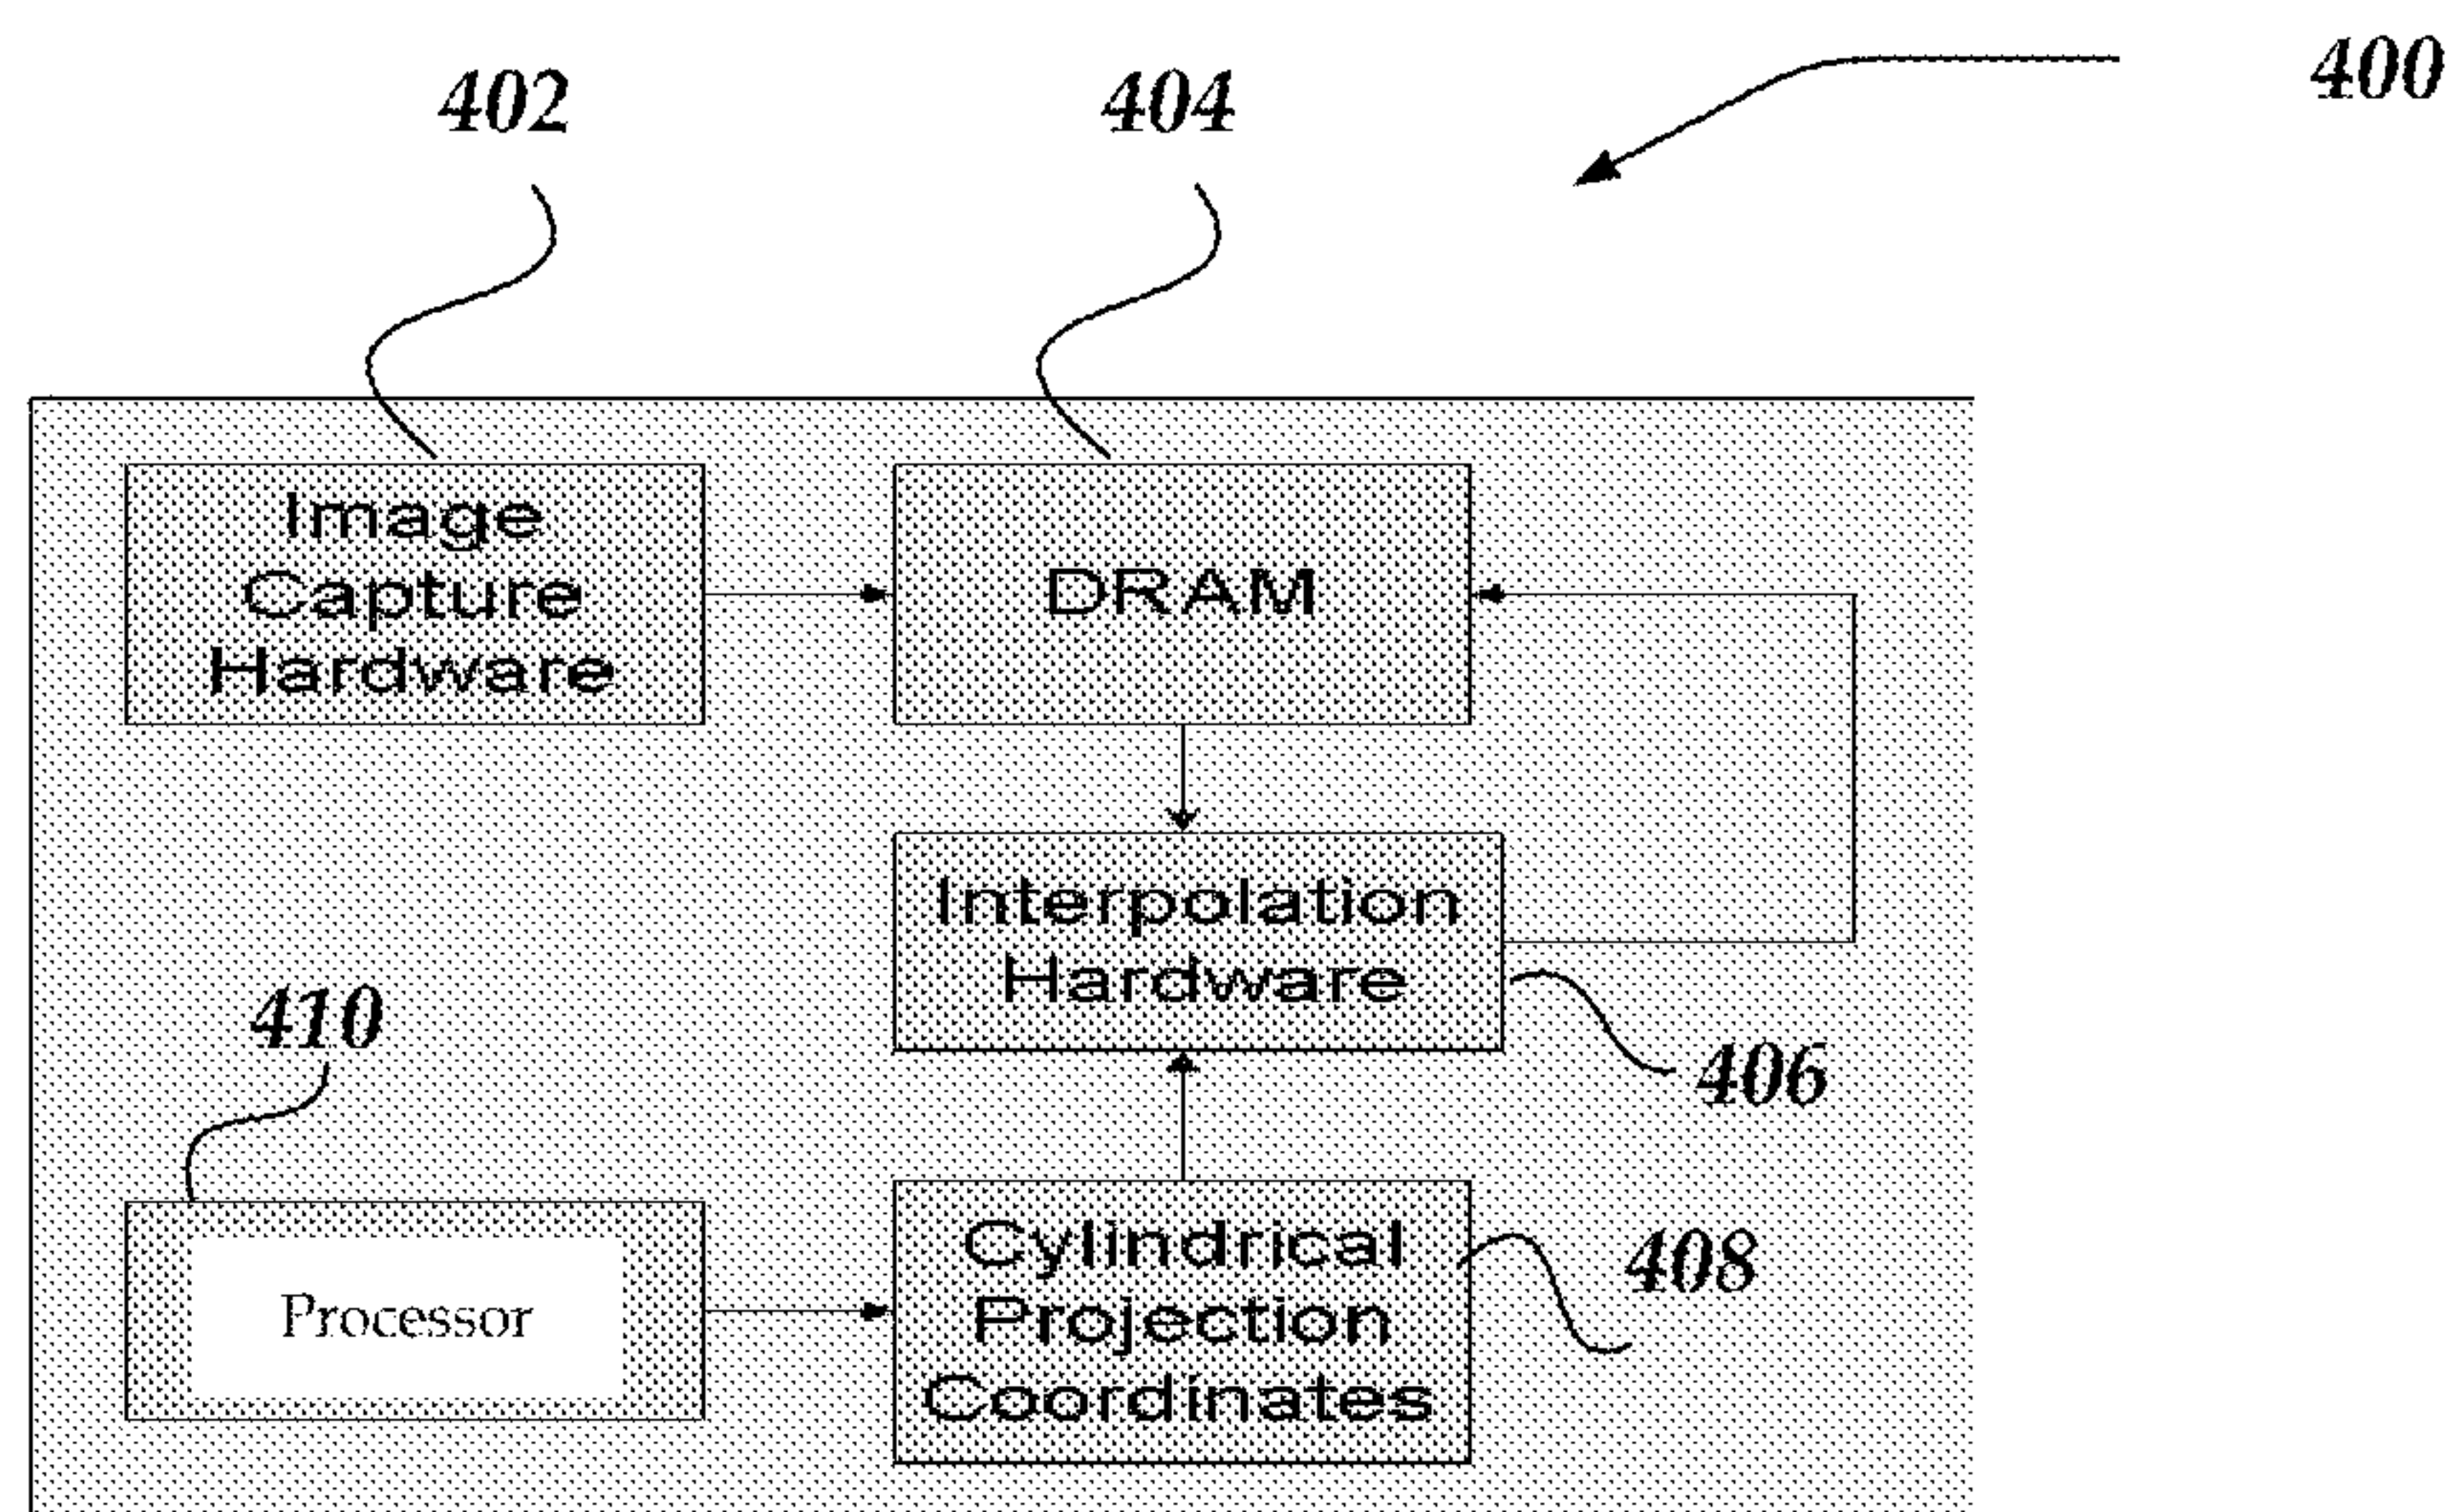 400
402
404
Image
Capture
Hardware
DRAM
Interpolation
Hardware
410
406
Processor
Cylindrical
Projection
Coordinates
408